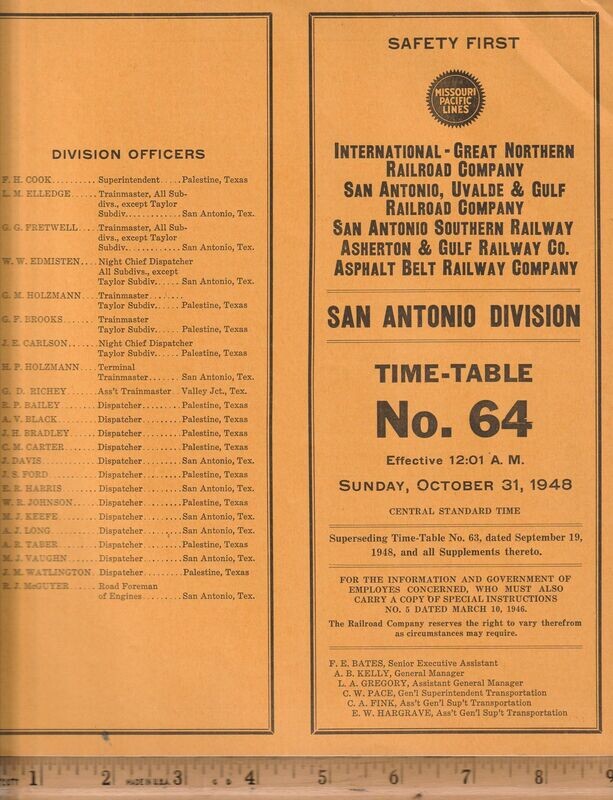 DIVISION OFFICERS
F. H. COOK.......... Superintendent.....Palestine, Texas
L. M. ELLEDGE..... Trainmaster, All Sub-
divs., except Taylor
Subdiv............San Antonio, Tex.
G. G. FRETWELL... Trainmaster, All Sub-
divs., except Taylor
Subdiv............San Antonio, Tex.
W. W. EDMISTEN.... Night Chief Dispatcher
All Subdivs., except
Taylor Subdiv......San Antonio, Tex.
G. M. HOLZMANN... Trainmaster.......
Taylor Subdiv.....Palestine, Texas
G. F. BROOKS....... Trainmaster
Taylor Subdiv.....Palestine, Texas
J. E. CARLSON....... Night Chief Dispatcher
Taylor Subdiv.....Palestine, Texas
H. P. HOLZMANN.... Terminal
Trainmaster.......San Antonio, Tex.
G. D. RICHEY....... Ass't Trainmaster Valley Jct., Tex.
R. P. BAILEY........ Dispatcher.........Palestine, Texas
A. V. BLACK......... Dispatcher.........Palestine, Texas
J. H. BRADLEY...... Dispatcher.........Palestine, Texas
C. M. CARTER....... Dispatcher.........Palestine, Texas
J. DAVIS............ Dispatcher.........San Antonio, Tex.
J. S. FORD........... Dispatcher.........Palestine, Texas
E. R. HARRIS....... Dispatcher.........San Antonio, Tex.
W. R. JOHNSON..... Dispatcher.........Palestine, Texas
M. J. KEEFE........ Dispatcher.........San Antonio, Tex.
A. J. LONG.......... Dispatcher.........San Antonio, Tex.
A. R. TABER........ Dispatcher.........Palestine, Texas
M. J. VAUGHN...... Dispatcher.........San Antonio, Tex.
J. M. WATLINGTON Dispatcher.........Palestine, Texas
R. J. McGUYER...... Road Foreman
of Engines.........San Antonio, Tex.
SAFETY FIRST
MISSOURI
PACIFIC
LINES
INTERNATIONAL-GREAT NORTHERN
RAILROAD COMPANY
SAN ANTONIO, UVALDE & GULF
RAILROAD COMPANY
SAN ANTONIO SOUTHERN RAILWAY
ASHERTON & GULF RAILWAY CO.
ASPHALT BELT RAILWAY COMPANY
SAN ANTONIO DIVISION
TIME-TABLE
No. 64
Effective 12:01 A. M.
SUNDAY, OCTOBER 31, 1948
CENTRAL STANDARD TIME
Superseding Time-Table No. 63, dated September 19,
1948, and all Supplements thereto.
FOR THE INFORMATION AND GOVERNMENT OF
EMPLOYES CONCERNED, WHO MUST ALSO
CARRY A COPY OF SPECIAL INSTRUCTIONS
NO. 5 DATED MARCH 10, 1946.
The Railroad Company reserves the right to vary therefrom
as circumstances may require.
F. E. BATES, Senior Executive Assistant
A. B. KELLY, General Manager
L. A. GREGORY, Assistant General Manager
C. W. PACE, Gen'l Superintendent Transportation
C. A. FINK, Ass't Gen'l Sup't Transportation
E. W. HARGRAVE, Ass't Gen'l Sup't Transportation
1 2 MADE IN U.S.A. 3 4 5 6 7 8 9